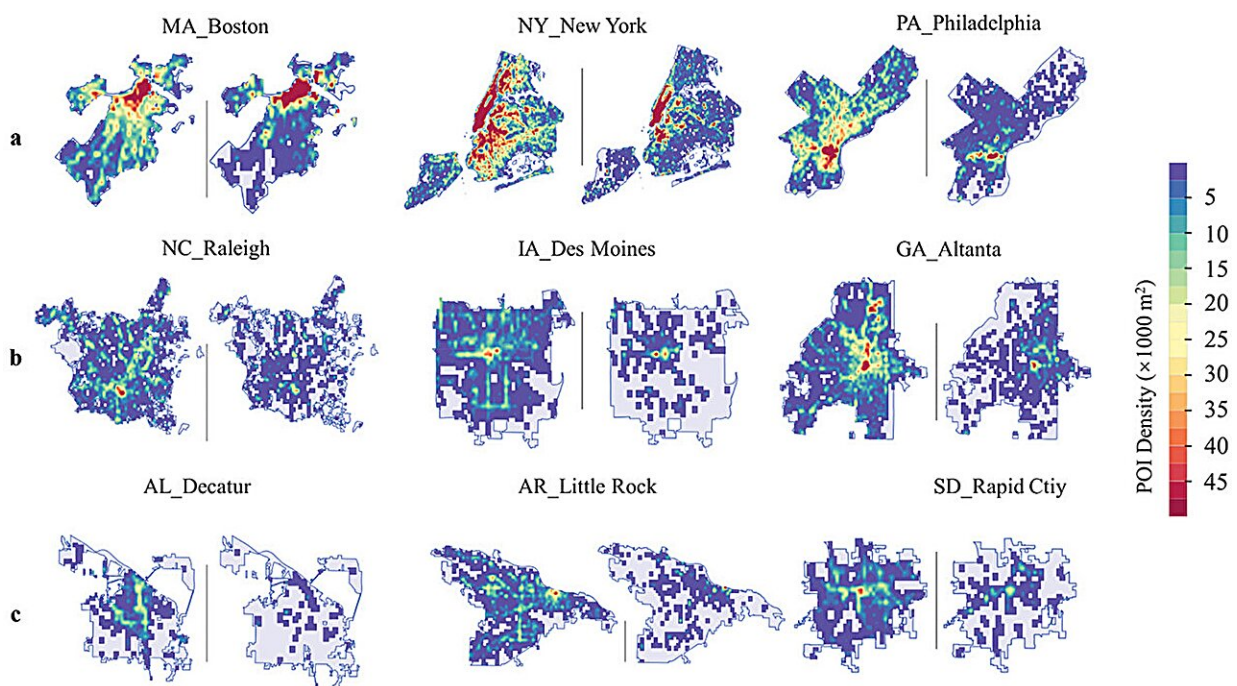 MA_Boston NY_New York PA_Philadelphia
a
NC_Raleigh IA_Des Moines GA_Altanta
b
AL_Decatur AR_Little Rock SD_Rapid Ctiy
c
5
10
15
20
25
30
35
40
45
POI Density (×1000 m²)